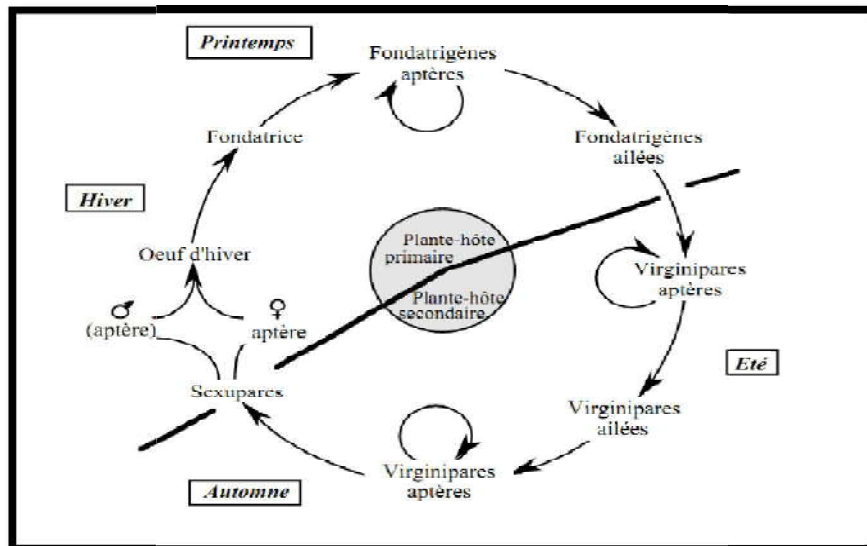 Printemps
Fondatrigènes
aptères
Fondatrice
Fondatrigènes
ailées
Hiver
Oeuf d'hiver
Plante-hôte
primaire
Plante-hôte
secondaire
Virginipares
aptères
♂
(aptère)
♀
aptère
Eté
Sexupares
Virginipares
ailées
Virginipares
aptères
Automne